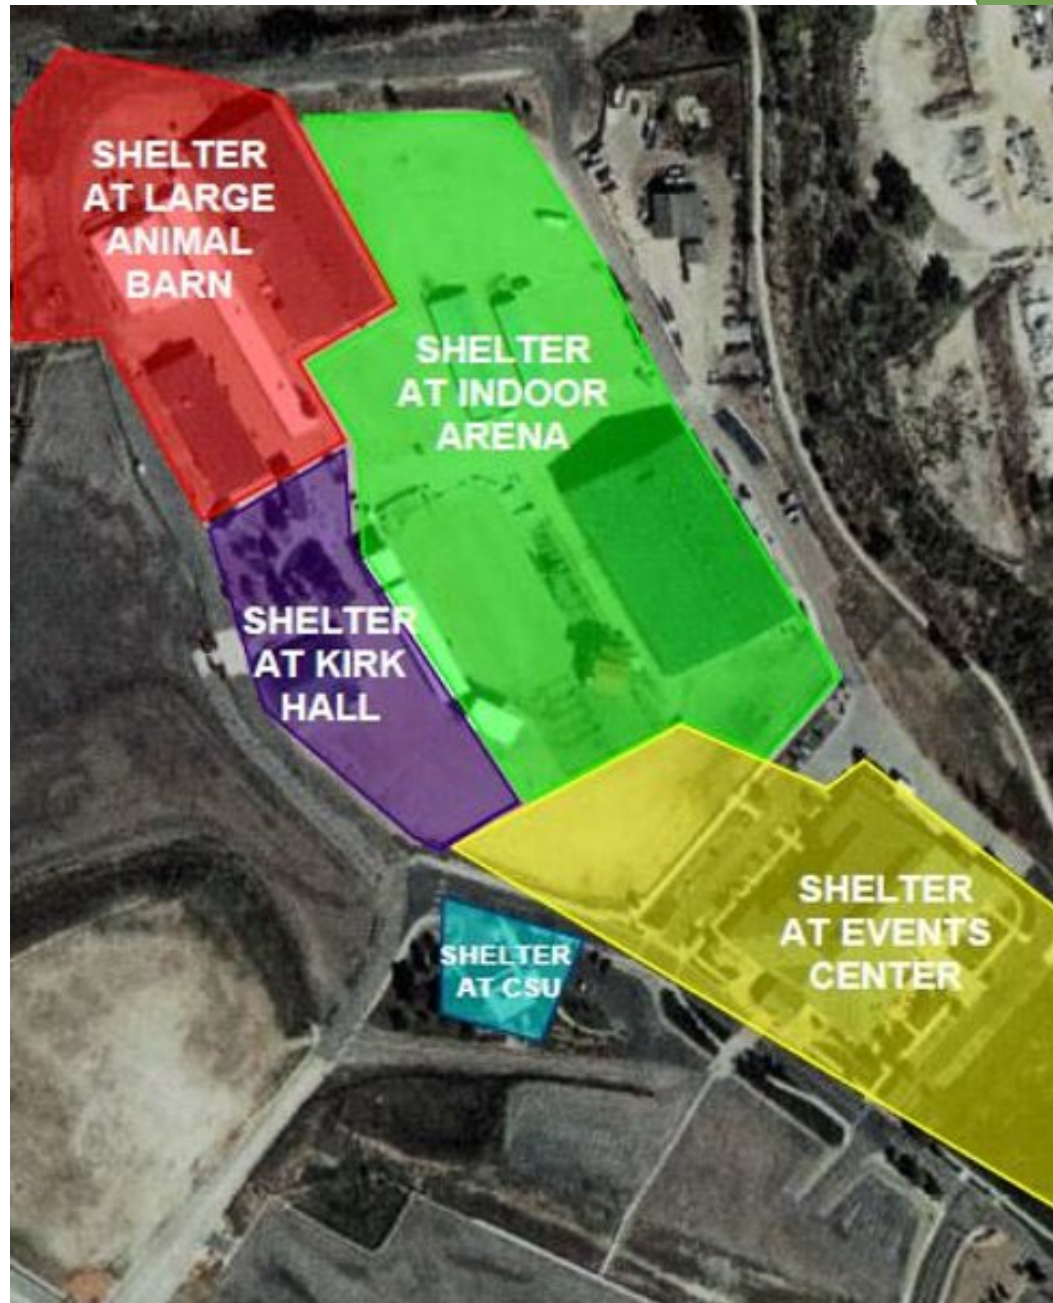 SHELTER
AT LARGE
ANIMAL
BARN
SHELTER
AT INDOOR
ARENA
SHELTER
AT KIRK
HALL
SHELTER
AT EVENTS
CENTER
SHELTER
AT CSU